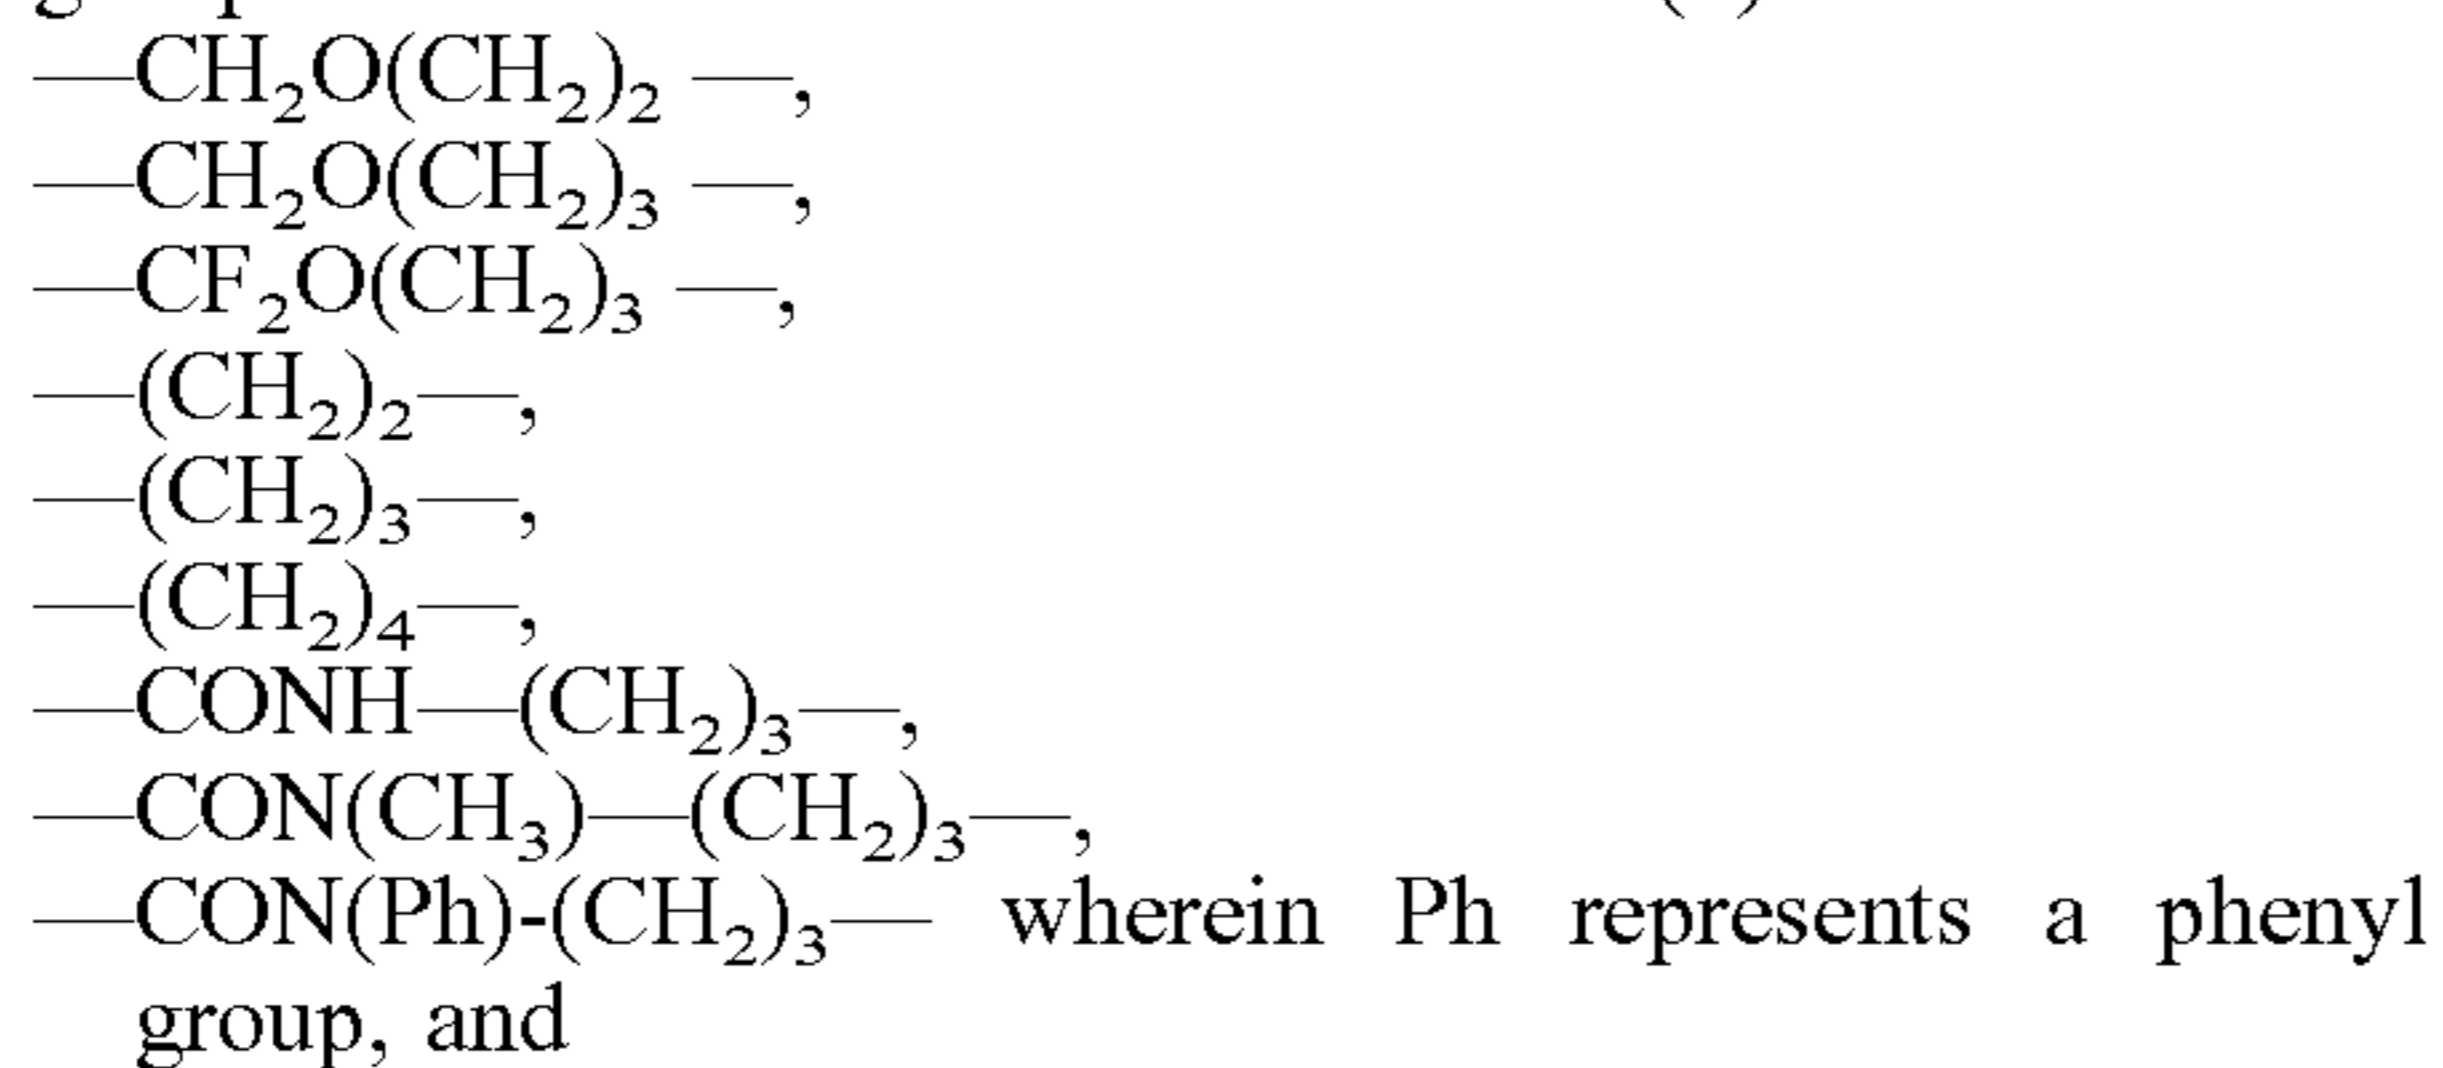 —CH₂O(CH₂)₂ —,
—CH₂O(CH₂)₃ —,
—CF₂O(CH₂)₃ —,
—(CH₂)₂—,
—(CH₂)₃—,
—(CH₂)₄—,
—CONH—(CH₂)₃—,
—CON(CH₃)—(CH₂)₃—,
—CON(Ph)-(CH₂)₃— wherein Ph represents a phenyl
group, and